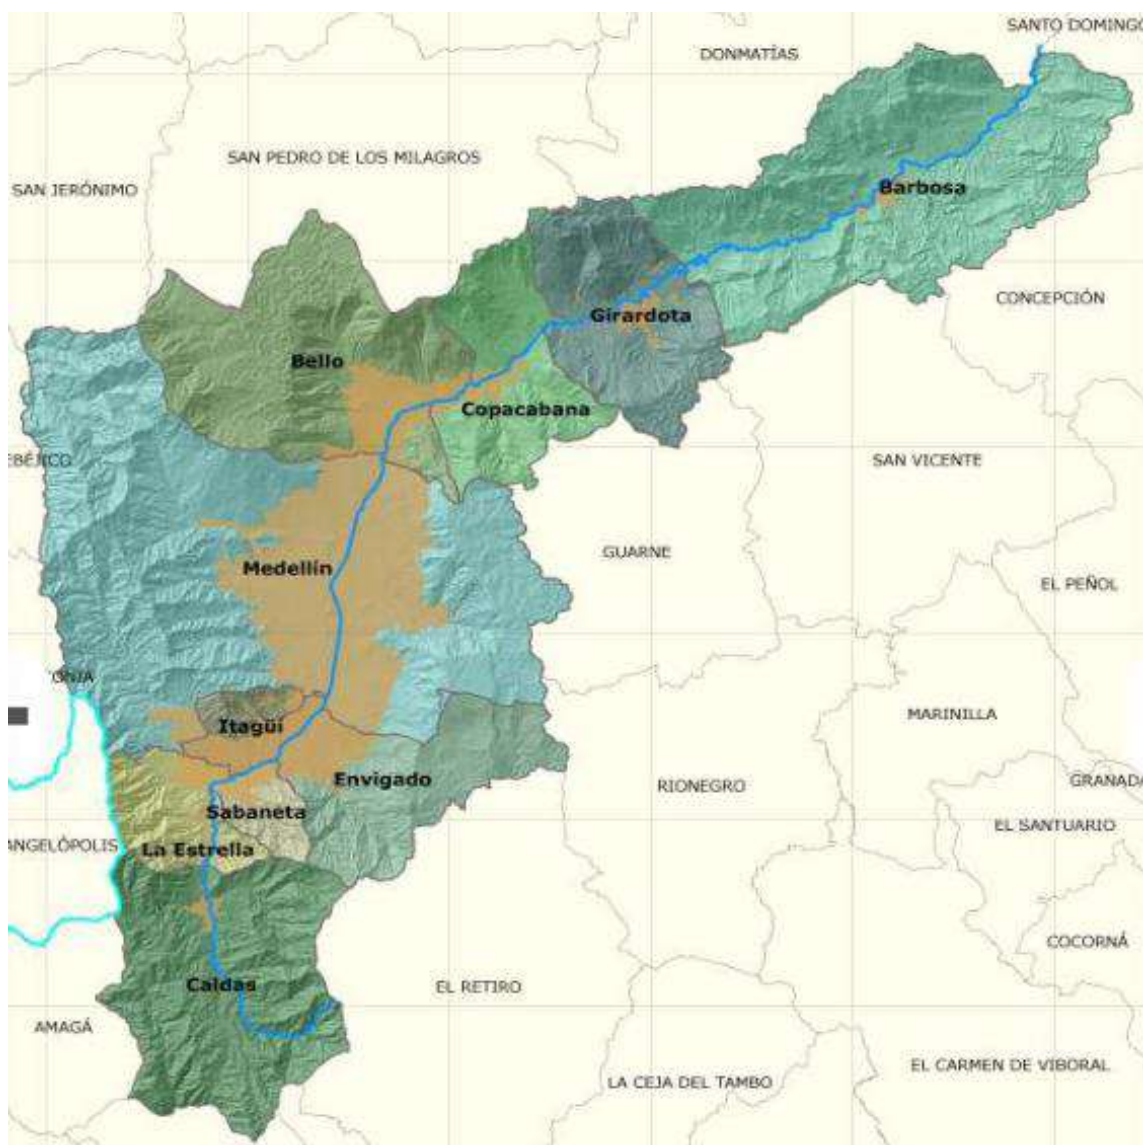 SANTO DOMINGO
DONMATÍAS
SAN PEDRO DE LOS MILAGROS
SAN JERÓNIMO
Barbosa
CONCEPCIÓN
Girardota
Bello
Copacabana
SAN VICENTE
GUARNE
Medellín
EL PEÑOL
MARINILLA
Itagüí
Envigado
RIONEGRO
GRANADA
Sabaneta
EL SANTUARIO
ANGELÓPOLIS
La Estrella
COCORNÁ
Caldas
EL RETIRO
AMAGÁ
EL CARMEN DE VIBORAL
LA CEJA DEL TAMBO